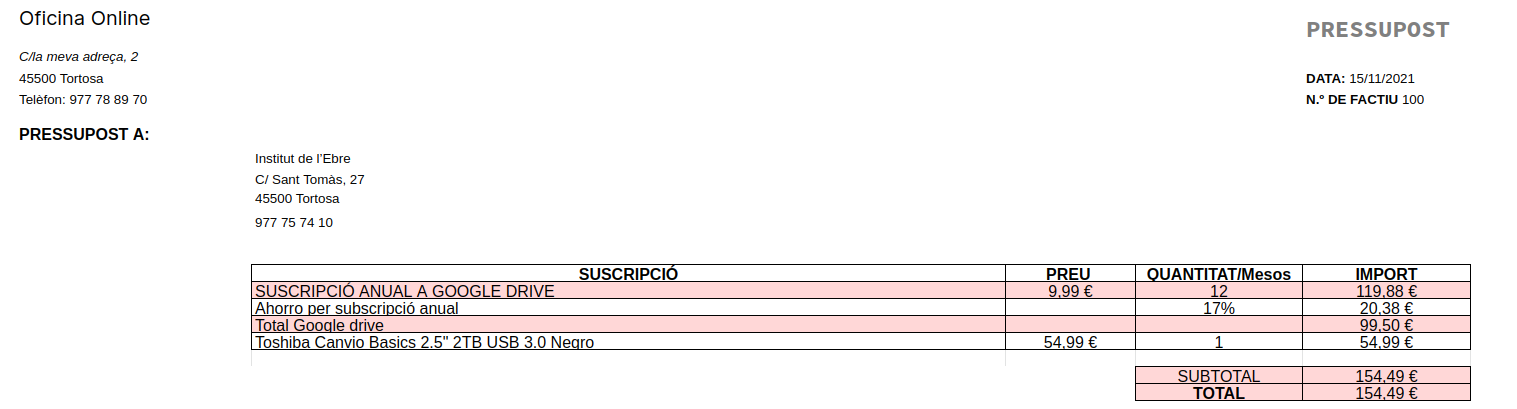 Oficina Online
PRESSUPOST
C/la meva adreça, 2
45500 Tortosa
DATA: 15/11/2021
Telèfon: 977 78 89 70
N.º DE FACTIU 100
PRESSUPOST A:
Institut de l’Ebre
C/ Sant Tomàs, 27
45500 Tortosa
977 75 74 10
SUSCRIPCIÓ PREU QUANTITAT/Mesos IMPORT
SUSCRIPCIÓ ANUAL A GOOGLE DRIVE 9,99 € 12 119,88 €
Ahorro per subscripció anual 17% 20,38 €
Total Google drive 99,50 €
Toshiba Canvio Basics 2.5" 2TB USB 3.0 Negro 54,99 € 1 54,99 €
SUBTOTAL 154,49 €
TOTAL 154,49 €